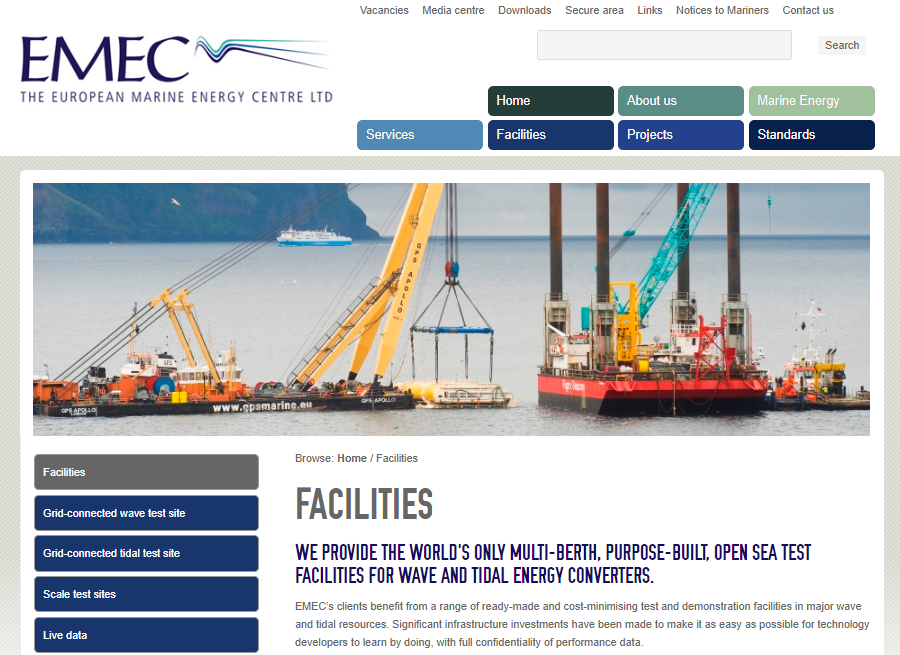 Vacancies Media centre Downloads Secure area Links Notices to Mariners Contact us
EMEC
THE EUROPEAN MARINE ENERGY CENTRE LTD
Search
Home About us Marine Energy
Services Facilities Projects Standards
GPS APOLLO
GPS APOLLO
www.gpsmarine.eu
GPS APOLLO
Fugro Seacore
Facilities
Grid-connected wave test site
Grid-connected tidal test site
Scale test sites
Live data
Browse: Home / Facilities
FACILITIES
WE PROVIDE THE WORLD'S ONLY MULTI-BERTH, PURPOSE-BUILT, OPEN SEA TEST
FACILITIES FOR WAVE AND TIDAL ENERGY CONVERTERS.
EMEC's clients benefit from a range of ready-made and cost-minimising test and demonstration facilities in major wave
and tidal resources. Significant infrastructure investments have been made to make it as easy as possible for technology
developers to learn by doing, with full confidentiality of performance data.